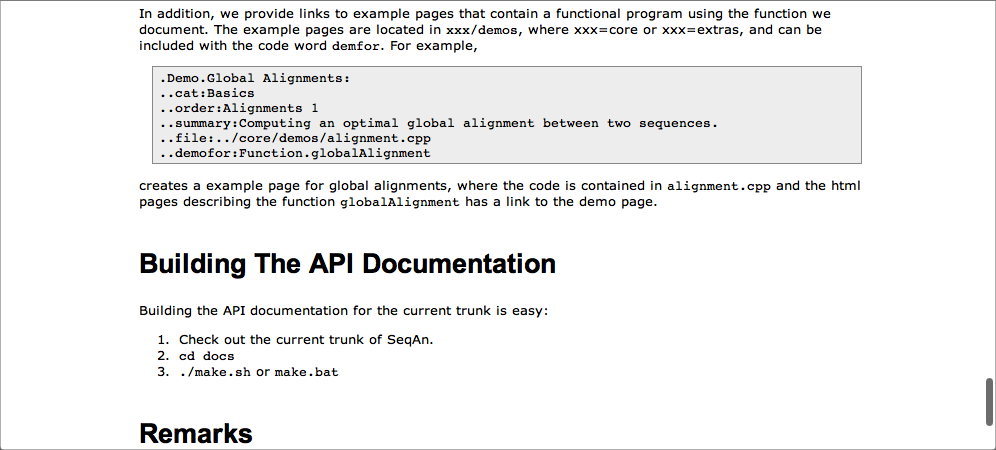 In addition, we provide links to example pages that contain a functional program using the function we
document. The example pages are located in xxx/demos, where xxx=core or xxx=extras, and can be
included with the code word demfor. For example,
.Demo.Global Alignments:
..cat:Basics
..order:Alignments 1
..summary:Computing an optimal global alignment between two sequences.
..file:../core/demos/alignment.cpp
..demofor:Function.globalAlignment
creates a example page for global alignments, where the code is contained in alignment.cpp and the html
pages describing the function globalAlignment has a link to the demo page.
Building The API Documentation
Building the API documentation for the current trunk is easy:
1. Check out the current trunk of SeqAn.
2. cd docs
3. ./make.sh or make.bat
Remarks